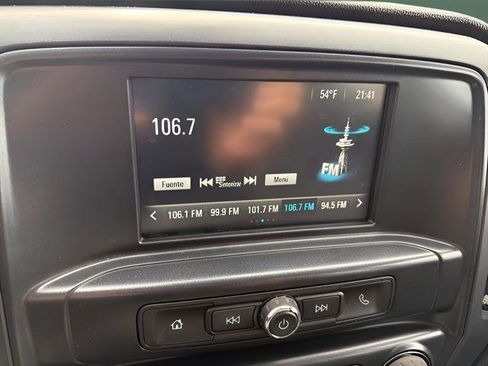 54°F 21:41
106.7
FM
Fuente Sintonizar Menú
106.1 FM 99.9 FM 101.7 FM 106.7 FM 94.5 FM